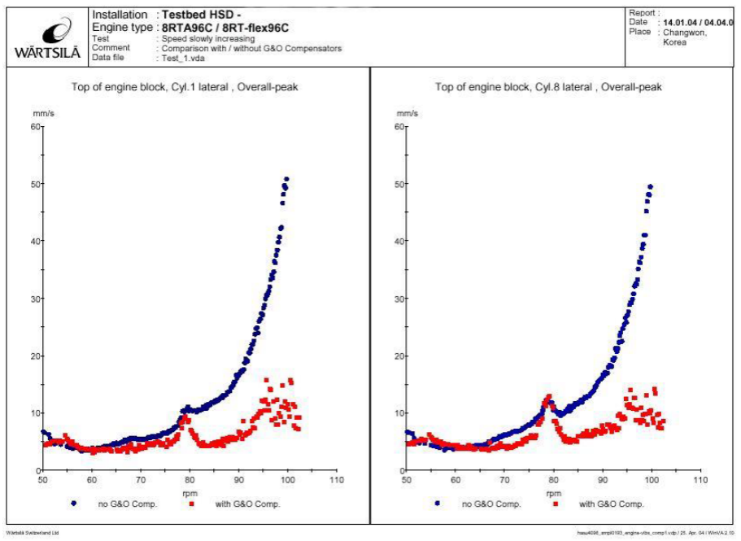 WÄRTSILÄ
Installation : Testbed HSD -
Engine type : 8RTA96C / 8RT-flex96C
Test : Speed slowly increasing
Comment : Comparison with / without G&O Compensators
Data file : Test_1.vda
Report :
Date : 14.01.04 / 04.04.0
Place : Changwon,
Korea
Top of engine block, Cyl.1 lateral , Overall-peak
mm/s
60
50
40
30
20
10
0
50 60 70 80 90 100 110
rpm
no G&O Comp. with G&O Comp.
Top of engine block, Cyl.8 lateral , Overall-peak
mm/s
60
50
40
30
20
10
0
50 60 70 80 90 100 110
rpm
no G&O Comp. with G&O Comp.
Wärtsilä Switzerland Ltd